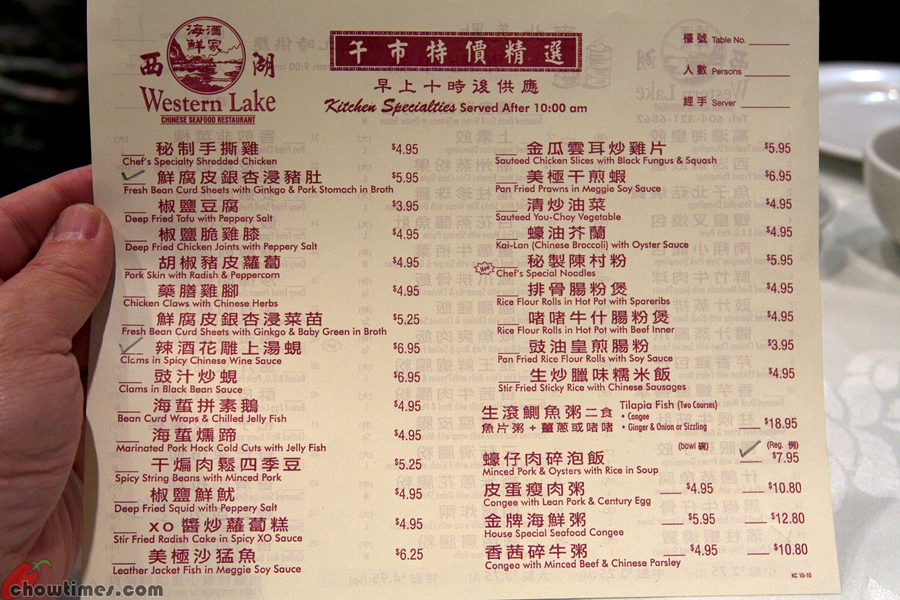 海酒
鮮家
西 湖
Western Lake
CHINESE SEAFOOD RESTAURANT
午市特價精選
早上十時後供應
Kitchen Specialties Served After 10:00 am
檯號 Table No.
人數 Persons
經手 Server
秘制手撕雞 $4.95
Chef's Specialty Shredded Chicken
鮮腐皮銀杏浸豬肚 $5.95
Fresh Bean Curd Sheets with Ginkgo & Pork Stomach in Broth
椒鹽豆腐 $3.95
Deep Fried Tofu with Peppery Salt
椒鹽脆雞膝 $4.95
Deep Fried Chicken Joints with Peppery Salt
胡椒豬皮蘿蔔 $4.95
Pork Skin with Radish & Peppercorn
藥膳雞腳 $4.95
Chicken Claws with Chinese Herbs
鮮腐皮銀杏浸菜苗 $5.25
Fresh Bean Curd Sheets with Ginkgo & Baby Green in Broth
辣酒花雕上湯蜆 $6.95
Clams in Spicy Chinese Wine Sauce
豉汁炒蜆 $6.95
Clams in Black Bean Sauce
海蜇拼素鵝 $4.95
Bean Curd Wraps & Chilled Jelly Fish
海蜇燻蹄 $4.95
Marinated Pork Hock Cold Cuts with Jelly Fish
干煸肉鬆四季豆 $5.25
Spicy String Beans with Minced Pork
椒鹽鮮魷 $4.95
Deep Fried Squid with Peppery Salt
XO醬炒蘿蔔糕 $4.95
Stir Fried Radish Cake in Spicy XO Sauce
美極沙猛魚 $6.25
Leather Jacket Fish in Meggie Soy Sauce
金瓜雲耳炒雞片 $5.95
Sauteed Chicken Slices with Black Fungus & Squash
美極干煎蝦 $6.95
Pan Fried Prawns in Meggie Soy Sauce
清炒油菜 $4.95
Sauteed You-Choy Vegetable
蠔油芥蘭 $4.95
Kai-Lan (Chinese Broccoli) with Oyster Sauce
New 秘製陳村粉 $5.95
Chef's Special Noodles
排骨腸粉煲 $4.95
Rice Flour Rolls in Hot Pot with Spareribs
啫啫牛什腸粉煲 $4.95
Rice Flour Rolls in Hot Pot with Beef Inner
豉油皇煎腸粉 $3.95
Pan Fried Rice Flour Rolls with Soy Sauce
生炒臘味糯米飯 $4.95
Stir Fried Sticky Rice with Chinese Sausages
生滾鯽魚粥二食 Tilapia Fish (Two Courses)
• Congee
魚片粥+薑蔥或啫啫 • Ginger & Onion or Sizzling $18.95
(bowl 碗) (Reg. 例)
蠔仔肉碎泡飯 $7.95
Minced Pork & Oysters with Rice in Soup
皮蛋瘦肉粥 $4.95 $10.80
Congee with Lean Pork & Century Egg
金牌海鮮粥 $5.95 $12.80
House Special Seafood Congee
香茜碎牛粥 $4.95 $10.80
Congee with Minced Beef & Chinese Parsley
KC 10-10
chowtimes.com